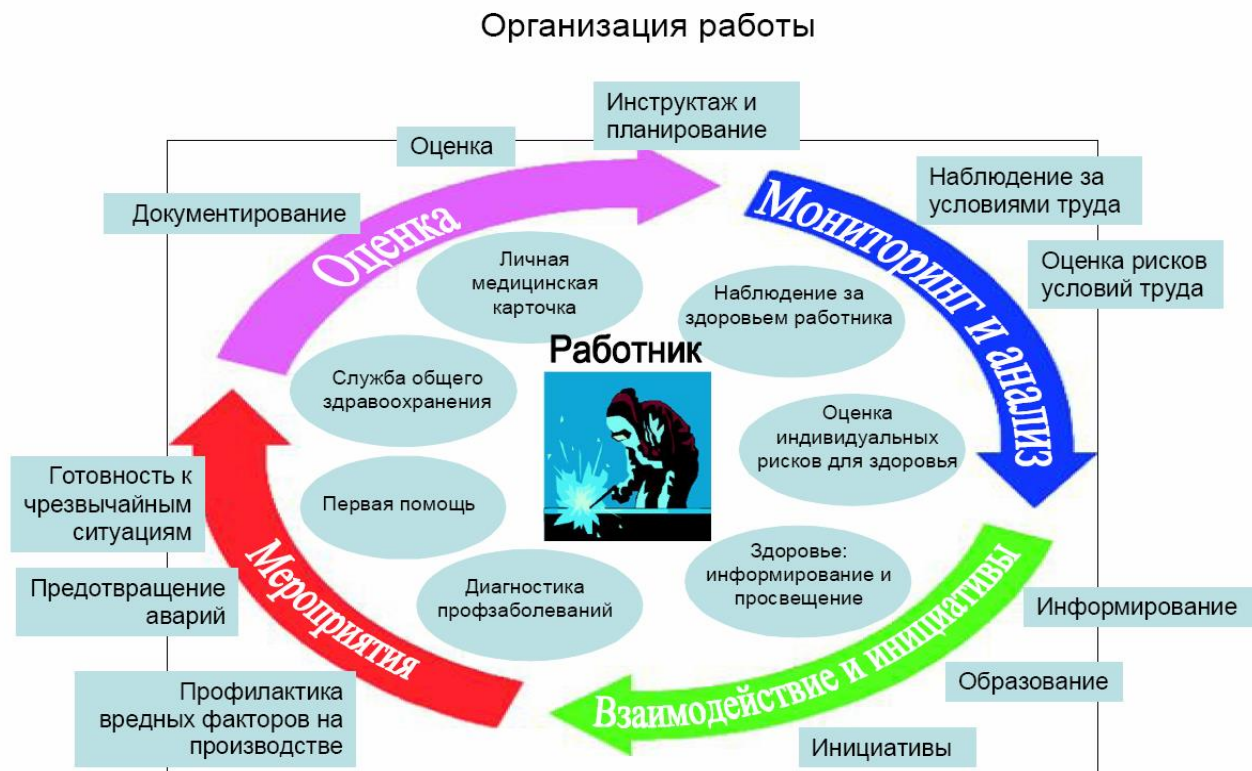 Организация работы
Инструктаж и
планирование
Оценка
Документирование
Наблюдение за
условиями труда
Оценка рисков
условий труда
Оценка
Мониторинг и анализ
Личная
медицинская
карточка
Наблюдение за
здоровьем работника
Работник
Служба общего
здравоохранения
Оценка
индивидуальных
рисков для здоровья
Первая помощь
Здоровье:
информирование и
просвещение
Диагностика
профзаболеваний
Готовность к
чрезвычайным
ситуациям
Предотвращение
аварий
Профилактика
вредных факторов на
производстве
Мероприятия
Взаимодействие и инициативы
Информирование
Образование
Инициативы